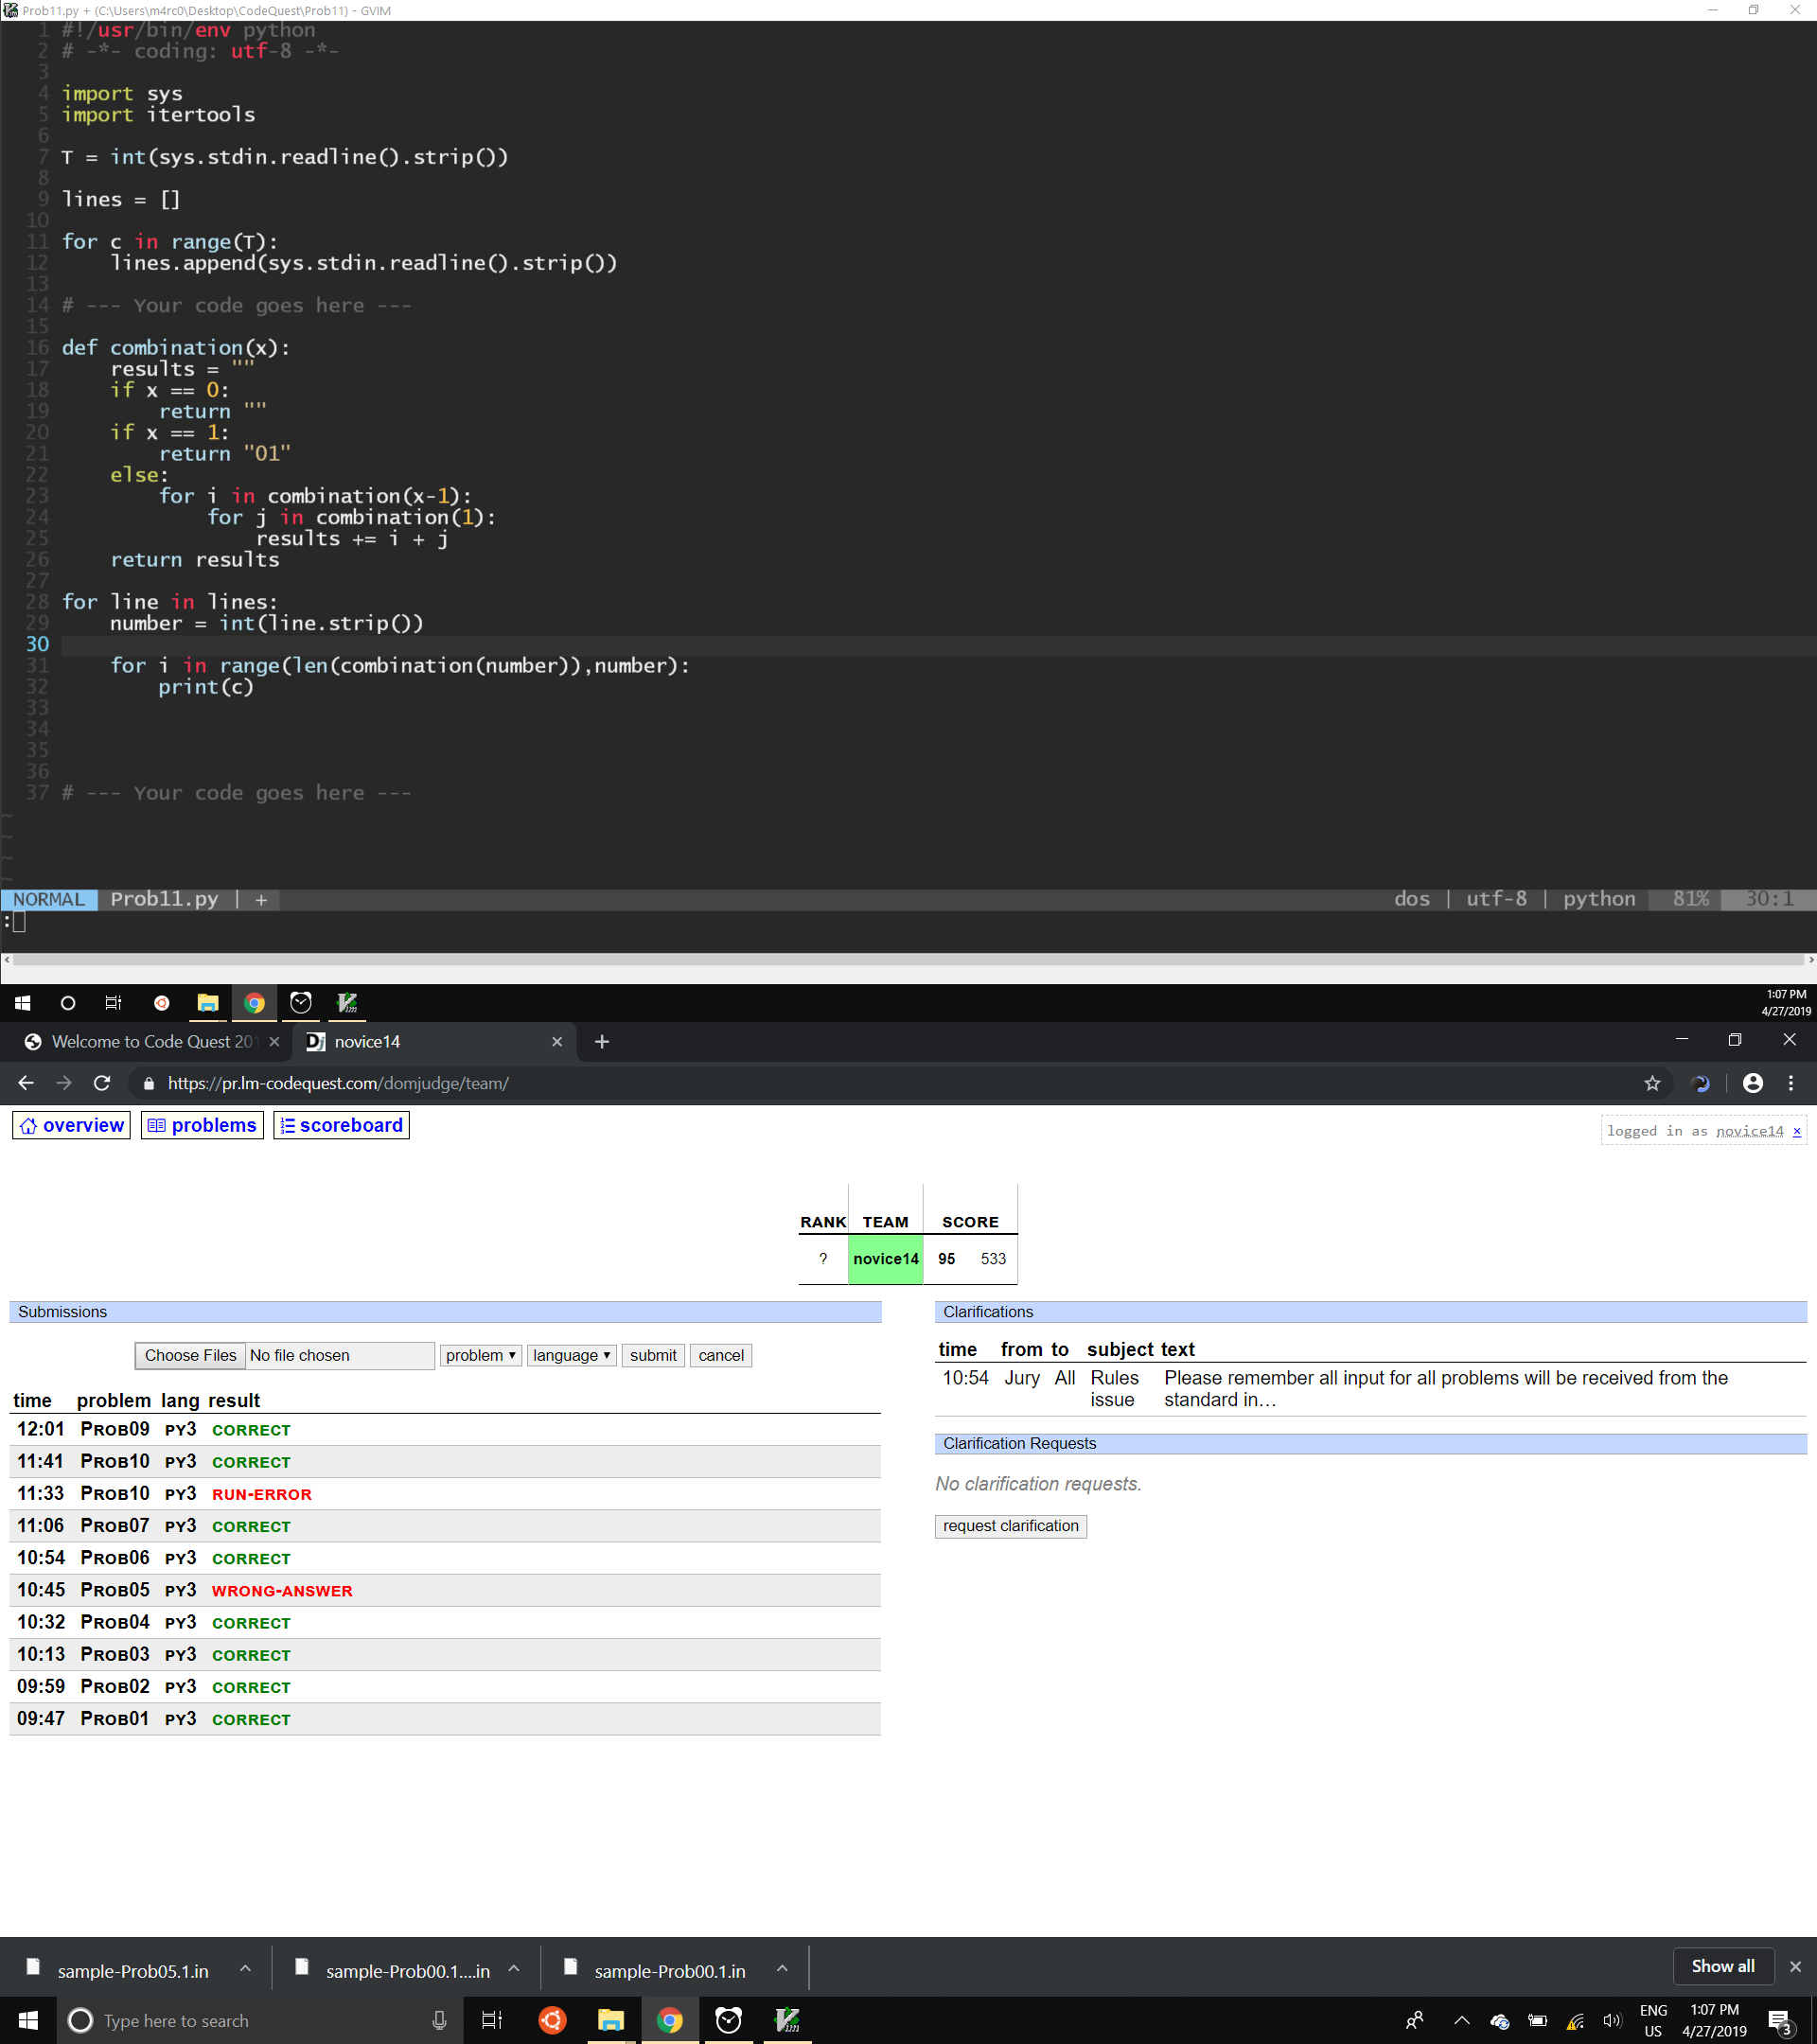 Prob11.py + (C:\Users\m4rc0\Desktop\CodeQuest\Prob11) - GVIM
1 #!/usr/bin/env python
2 # -*- coding: utf-8 -*-
3
4 import sys
5 import itertools
6
7 T = int(sys.stdin.readline().strip())
8
9 lines = []
10
11 for c in range(T):
12     lines.append(sys.stdin.readline().strip())
13
14 # --- Your code goes here ---
15
16 def combination(x):
17     results = ""
18     if x == 0:
19         return ""
20     if x == 1:
21         return "01"
22     else:
23         for i in combination(x-1):
24             for j in combination(1):
25                 results += i + j
26     return results
27
28 for line in lines:
29     number = int(line.strip())
30
31     for i in range(len(combination(number)),number):
32         print(c)
33
34
35
36
37 # --- Your code goes here ---
~
~
~
~
NORMAL Prob11.py | + dos | utf-8 | python 81% 30:1
:
1:07 PM
4/27/2019
Welcome to Code Quest 201 novice14
https://pr.lm-codequest.com/domjudge/team/
overview problems scoreboard
logged in as novice14 ×
RANK TEAM SCORE
? novice14 95 533
Submissions
Choose Files No file chosen problem language submit cancel
time problem lang result
12:01 PROB09 PY3 CORRECT
11:41 PROB10 PY3 CORRECT
11:33 PROB10 PY3 RUN-ERROR
11:06 PROB07 PY3 CORRECT
10:54 PROB06 PY3 CORRECT
10:45 PROB05 PY3 WRONG-ANSWER
10:32 PROB04 PY3 CORRECT
10:13 PROB03 PY3 CORRECT
09:59 PROB02 PY3 CORRECT
09:47 PROB01 PY3 CORRECT
Clarifications
time from to subject text
10:54 Jury All Rules issue Please remember all input for all problems will be received from the
standard in…
Clarification Requests
No clarification requests.
request clarification
sample-Prob05.1.in sample-Prob00.1....in sample-Prob00.1.in Show all
Type here to search
ENG
US
1:07 PM
4/27/2019
3